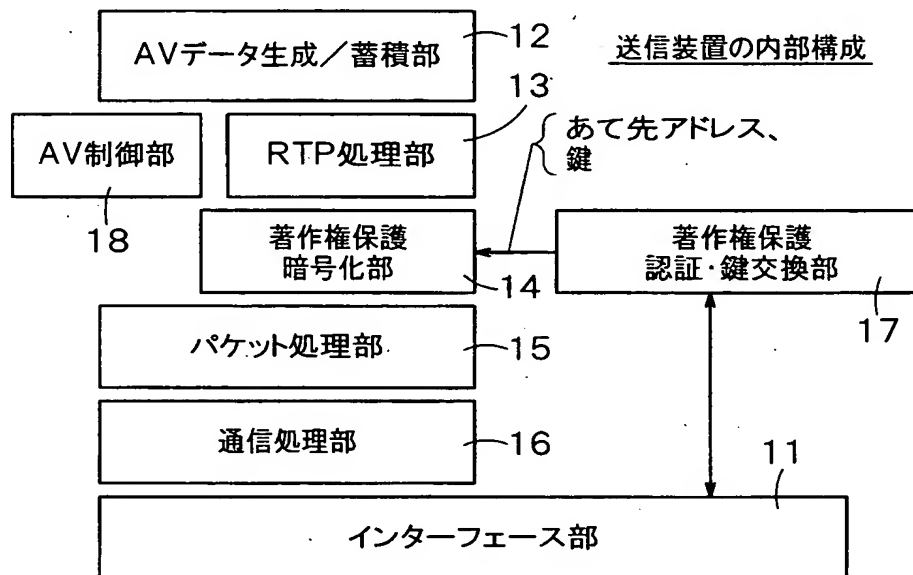 AVデータ生成／蓄積部
12
送信装置の内部構成
13
あて先アドレス、
鍵
AV制御部
RTP処理部
18
著作権保護
暗号化部
14
著作権保護
認証・鍵交換部
17
パケット処理部
15
通信処理部
16
11
インターフェース部